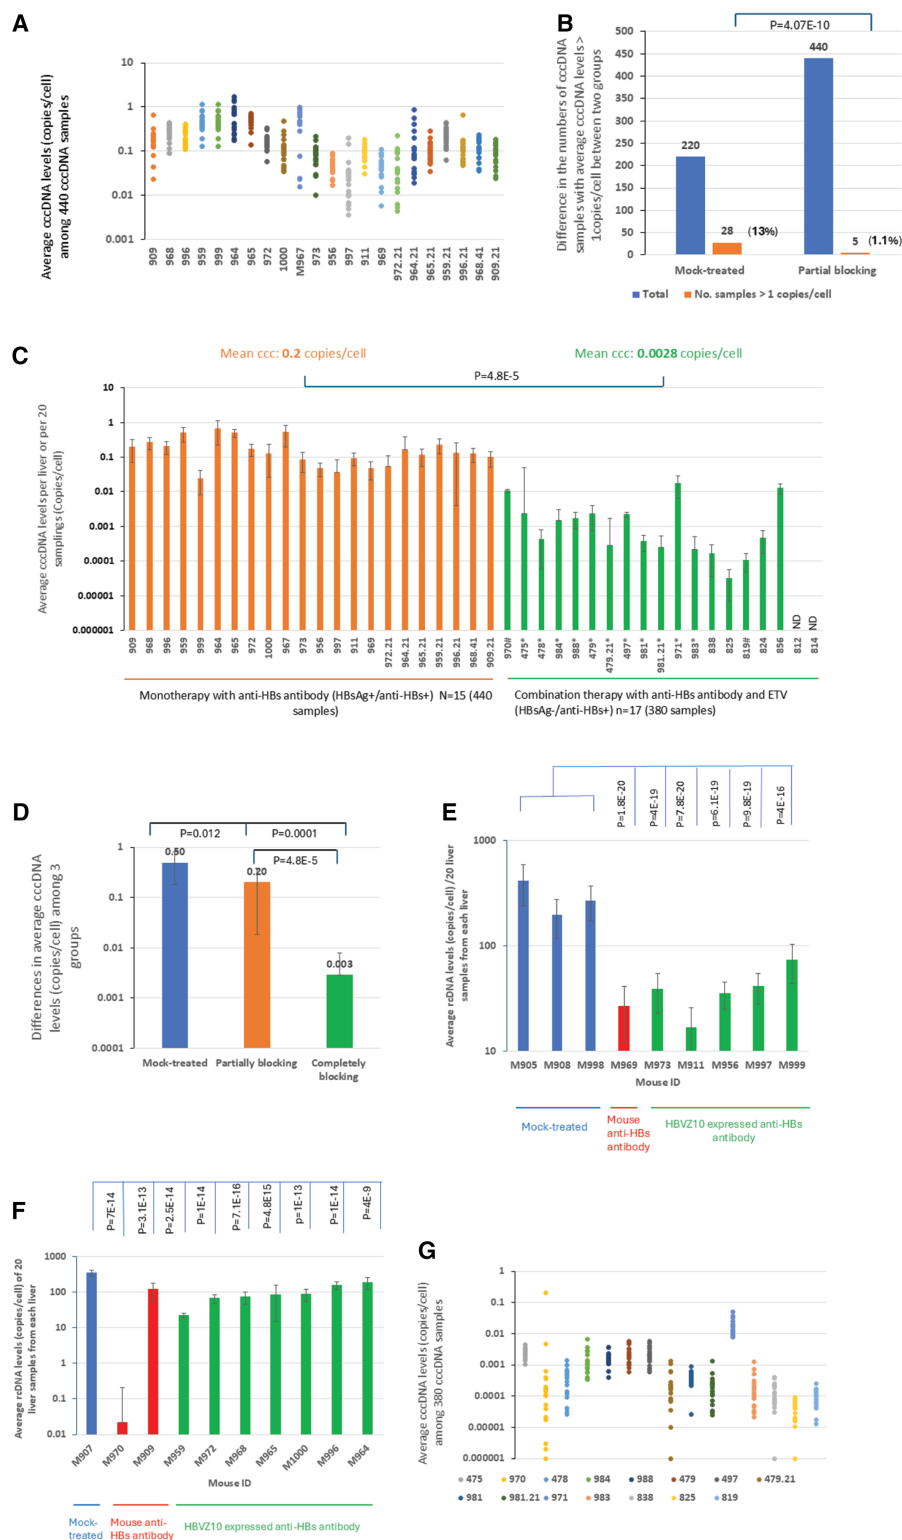 A
Average cccDNA levels (copies/cell)
among 440 cccDNA samples
10
1
0.1
0.01
0.001
909
968
996
959
999
964
965
972
1000
M967
973
956
997
911
969
972.21
964.21
965.21
959.21
996.21
968.41
909.21
B
P=4.07E-10
Difference in the numbers of cccDNA
samples with average cccDNA levels >
1copies/cell between two groups
500
450
400
350
300
250
200
150
100
50
0
220
28 (13%)
440
5 (1.1%)
Mock-treated
Partial blocking
Total
No. samples > 1 copies/cell
C
Mean ccc: 0.2 copies/cell
Mean ccc: 0.0028 copies/cell
P=4.8E-5
Average cccDNA levels per liver or per 20
samplings (Copies/cell)
10
1
0.1
0.01
0.001
0.0001
0.00001
0.000001
909
968
996
959
999
964
965
972
1000
967
973
956
997
911
969
972.21
964.21
965.21
959.21
996.21
968.41
909.21
970#
475*
478*
984*
988*
479*
479.21*
497*
981*
981.21*
971*
983*
838
825
819#
824
856
812
814
ND
ND
Monotherapy with anti-HBs antibody (HBsAg+/anti-HBs+) N=15 (440
samples)
Combination therapy with anti-HBs antibody and ETV
(HBsAg-/anti-HBs+) n=17 (380 samples)
D
P=0.012
P=0.0001
P=4.8E-5
Differences in average cccDNA
levels (copies/cell) among 3
groups
1
0.1
0.01
0.001
0.0001
0.50
0.20
0.003
Mock-treated
Partially blocking
Completely
blocking
E
P=1.8E-20
P=4E-19
P=7.8E-20
p=6.1E-19
P=9.8E-19
P=4E-16
Average rcDNA levels (copies/cell) /20 liver
samples from each liver
1000
100
10
M905
M908
M998
M969
M973
M911
M956
M997
M999
Mouse ID
Mock-treated
Mouse
anti-HBs
antibody
HBVZ10 expressed anti-HBs
antibody
F
P=7E-14
P=3.1E-13
P=2.5E-14
P=1E-14
P=7.1E-16
P=4.8E15
p=1E-13
P=1E-14
P=4E-9
Average rcDNA levels (copies/cell) of 20
liver samples from each liver
1000
100
10
1
0.1
0.01
M907
M970
M909
M959
M972
M968
M965
M1000
M996
M964
Mouse ID
Mock-
treated
Mouse anti-
HBs antibody
HBVZ10 expressed anti-HBs antibody
G
Average cccDNA levels (copies/cell)
among 380 cccDNA samples
1
0.1
0.01
0.001
0.0001
0.00001
0.000001
475
970
478
984
988
479
497
479.21
981
981.21
971
983
838
825
819